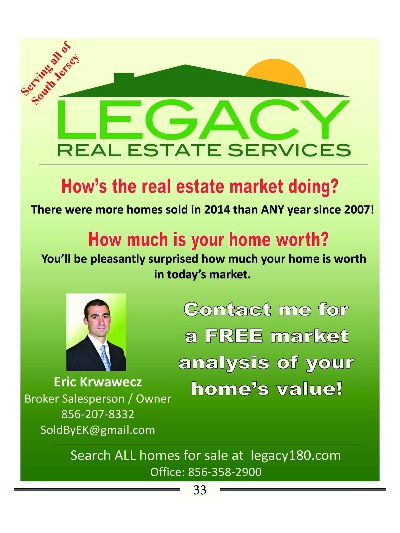 Serving all of
South Jersey
LEGACY
REAL ESTATE SERVICES
How's the real estate market doing?
There were more homes sold in 2014 than ANY year since 2007!
How much is your home worth?
You'll be pleasantly surprised how much your home is worth
in today's market.
Contact me for
a FREE market
analysis of your
home's value!
Eric Krwawecz
Broker Salesperson / Owner
856-207-8332
SoldByEK@gmail.com
Search ALL homes for sale at legacy180.com
Office: 856-358-2900
33